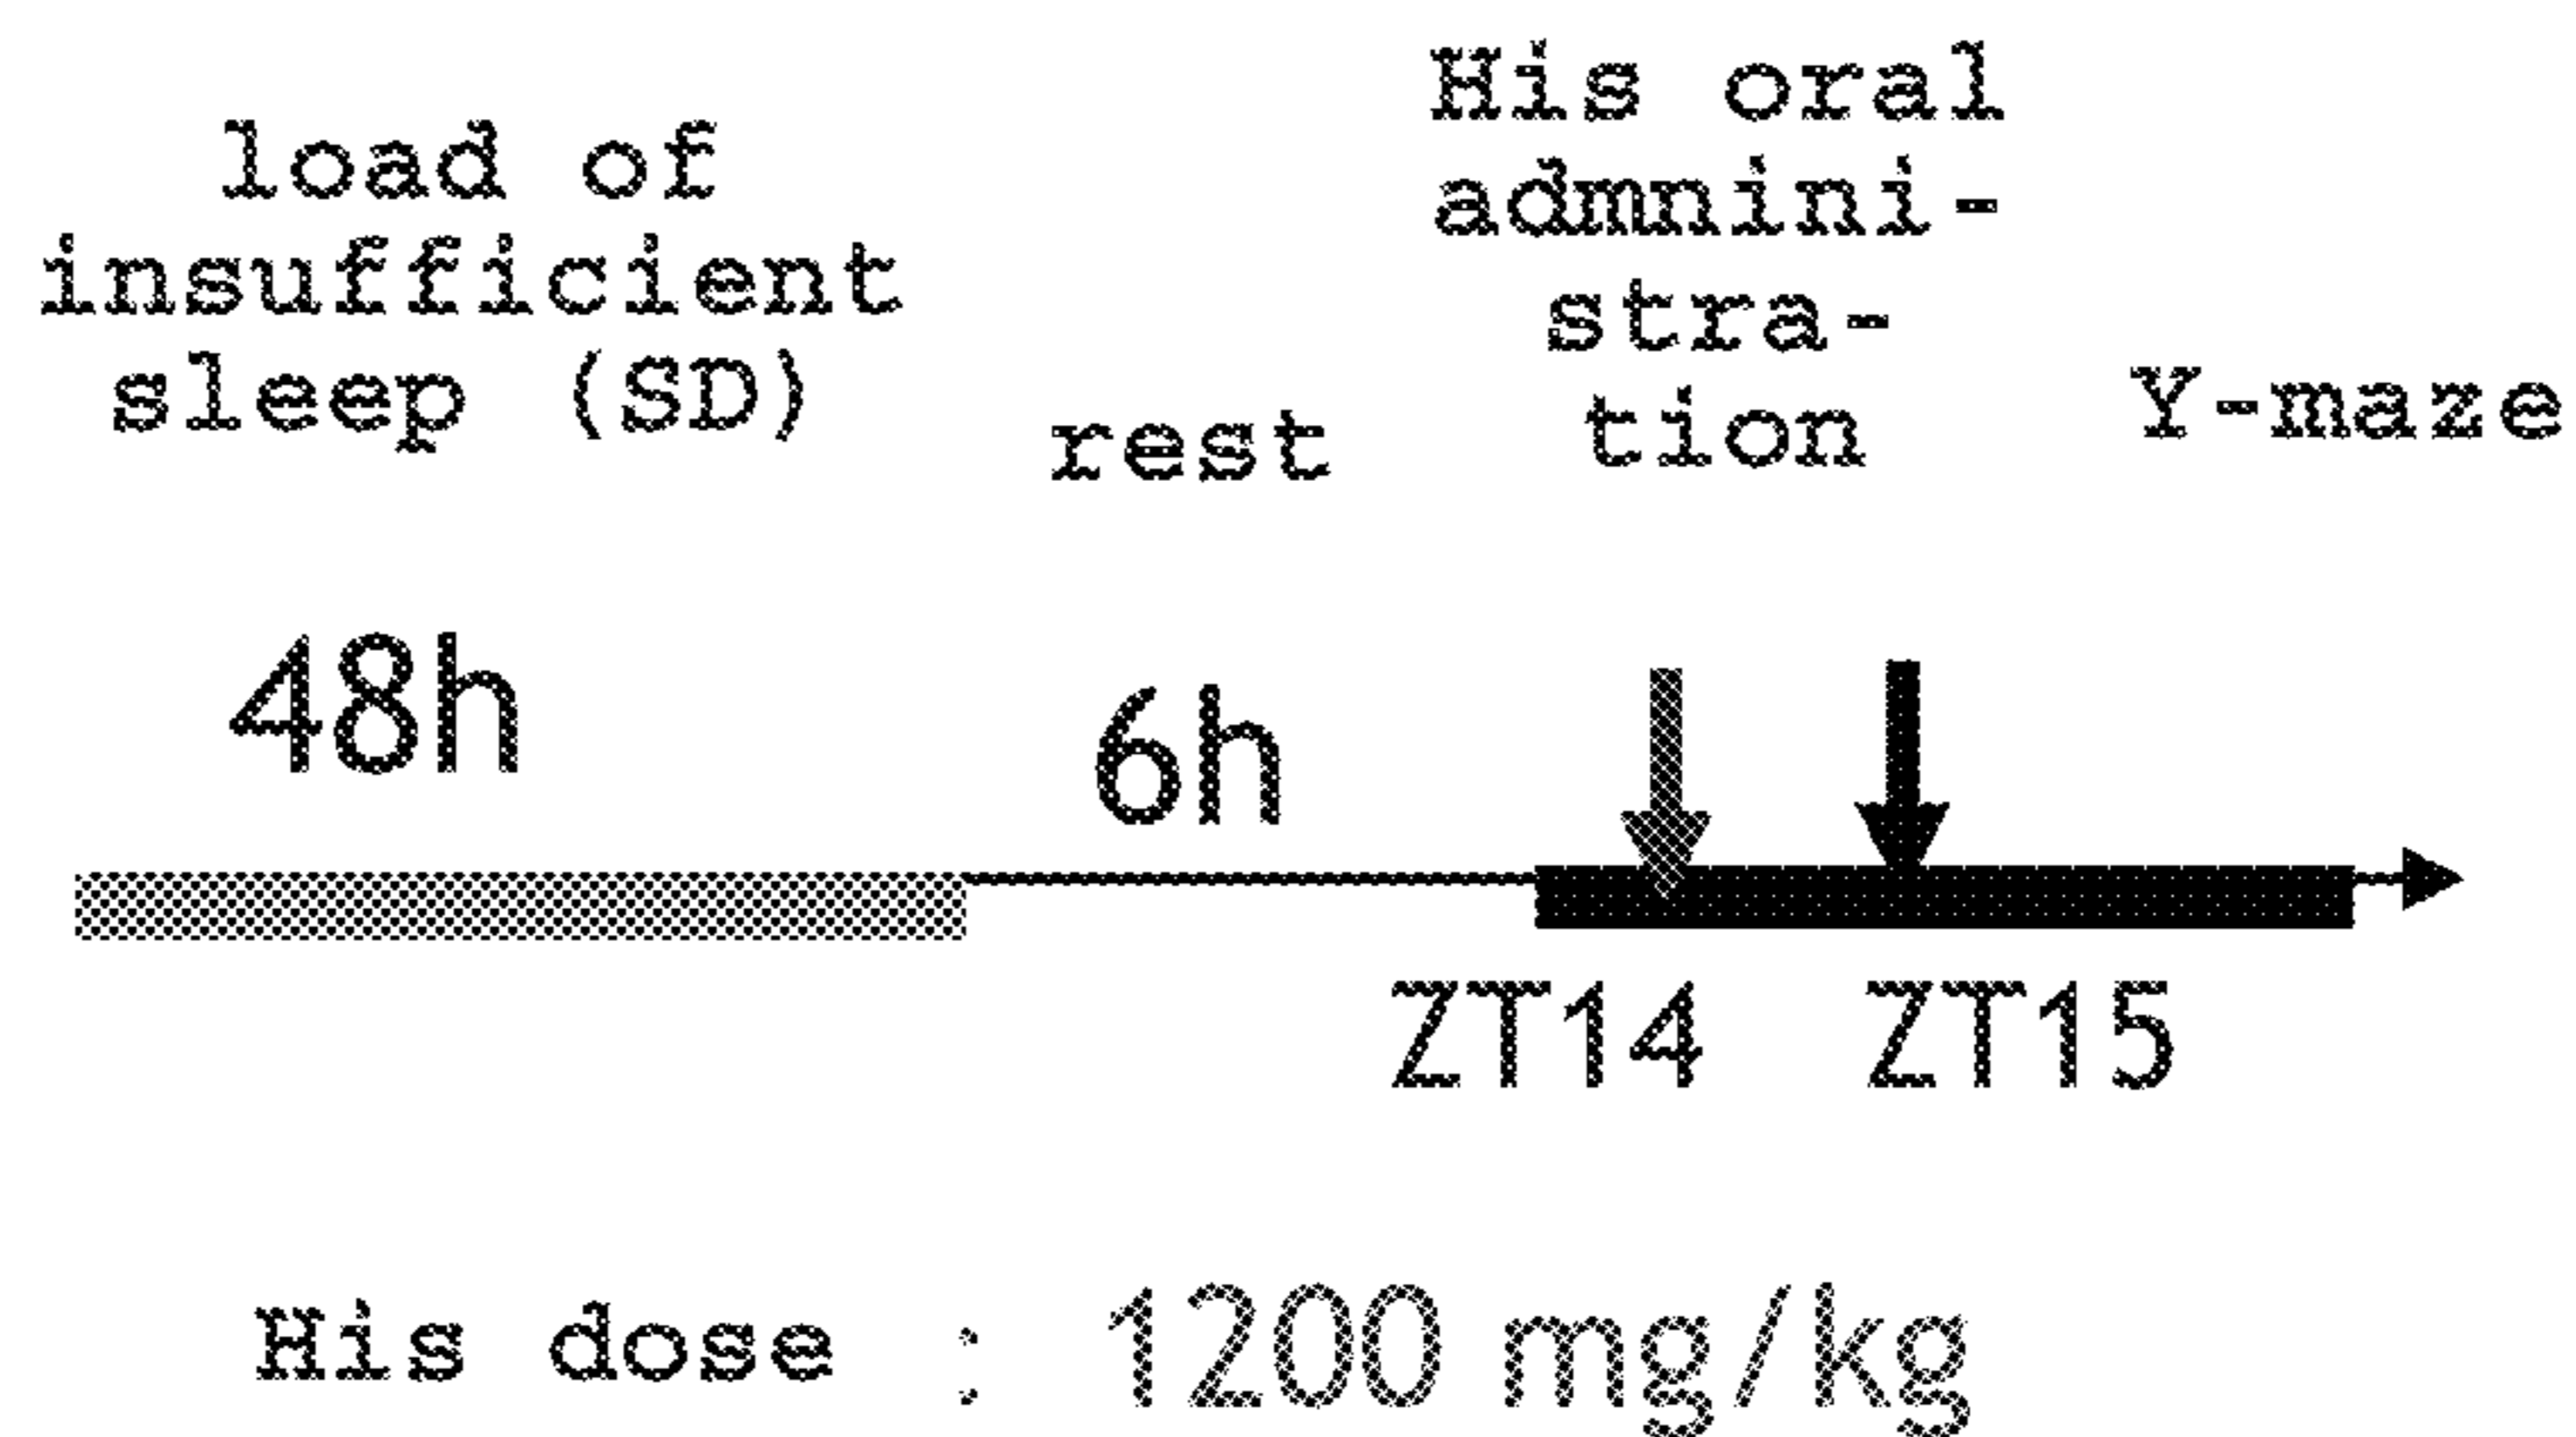 load of
insufficient
sleep (SD)
rest
His oral
admnini-
stra-
tion
Y-maze
48h
6h
ZT14 ZT15
His dose : 1200 mg/kg